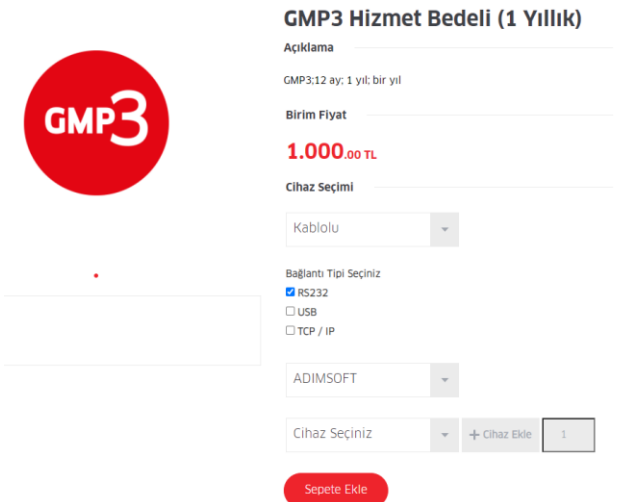 GMP3 Hizmet Bedeli (1 Yıllık)
Açıklama
GMP3;12 ay; 1 yıl; bir yıl
GMP3
Birim Fiyat
1.000.00 TL
Cihaz Seçimi
Kablolu
Bağlantı Tipi Seçiniz
RS232
USB
TCP / IP
ADIMSOFT
Cihaz Seçiniz + Cihaz Ekle 1
Sepete Ekle